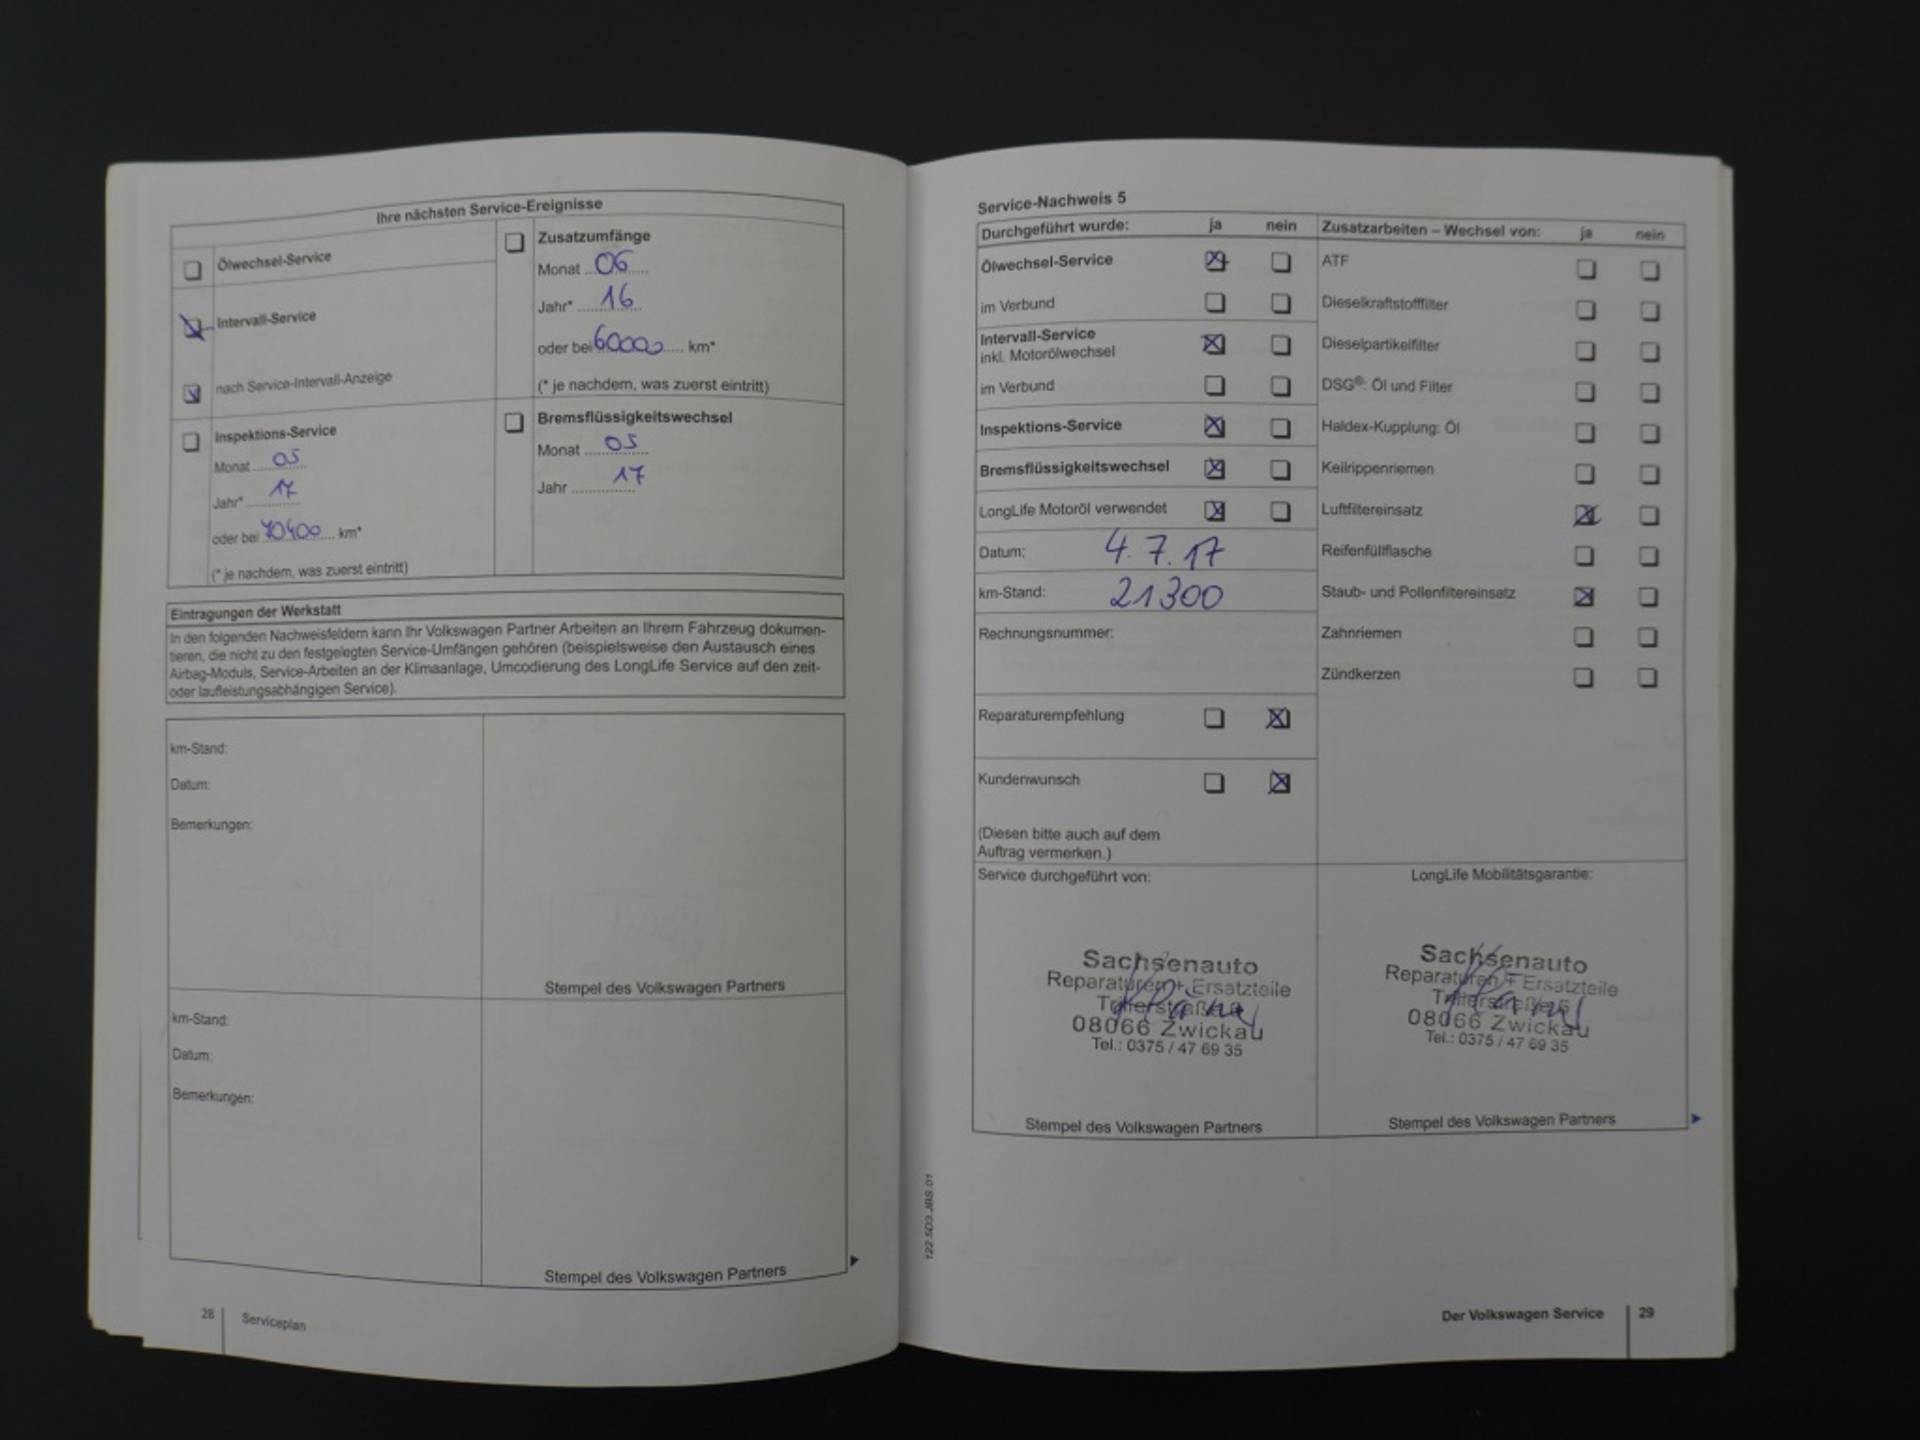 Ihre nächsten Service-Ereignisse
Ölwechsel-Service
Intervall-Service
nach Service-Intervall-Anzeige
Zusatzumfänge
Monat 06
Jahr* 16
oder bei 60000 km*
(* je nachdem, was zuerst eintritt)
Inspektions-Service
Monat 05
Jahr* 17
oder bei 70400 km*
(* je nachdem, was zuerst eintritt)
Bremsflüssigkeitswechsel
Monat 05
Jahr 17
Eintragungen der Werkstatt
In den folgenden Nachweisfeldern kann Ihr Volkswagen Partner Arbeiten an Ihrem Fahrzeug dokumen-
tieren, die nicht zu den festgelegten Service-Umfängen gehören (beispielsweise den Austausch eines
Airbag-Moduls, Service-Arbeiten an der Klimaanlage, Umcodierung des LongLife Service auf den zeit-
oder laufleistungsabhängigen Service).
km-Stand:
Datum:
Bemerkungen:
Stempel des Volkswagen Partners
km-Stand:
Datum:
Bemerkungen:
Stempel des Volkswagen Partners
28 Serviceplan
Service-Nachweis 5
Durchgeführt wurde: ja nein
Ölwechsel-Service
im Verbund
Intervall-Service
inkl. Motorölwechsel
im Verbund
Inspektions-Service
Bremsflüssigkeitswechsel
LongLife Motoröl verwendet
Datum: 4.7.17
km-Stand: 21300
Rechnungsnummer:
Reparaturempfehlung
Kundenwunsch
(Diesen bitte auch auf dem
Auftrag vermerken.)
Zusatzarbeiten – Wechsel von: ja nein
ATF
Dieselkraftstofffilter
Dieselpartikelfilter
DSG®: Öl und Filter
Haldex-Kupplung: Öl
Keilrippenriemen
Luftfiltereinsatz
Reifenfüllflasche
Staub- und Pollenfiltereinsatz
Zahnriemen
Zündkerzen
Service durchgeführt von:
Sachsenauto
Reparaturen + Ersatzteile
08066 Zwickau
Tel.: 0375 / 47 69 35
Stempel des Volkswagen Partners
LongLife Mobilitätsgarantie:
Sachsenauto
Reparaturen + Ersatzteile
08066 Zwickau
Tel.: 0375 / 47 69 35
Stempel des Volkswagen Partners
122.5D3.JBS.01
Der Volkswagen Service 29